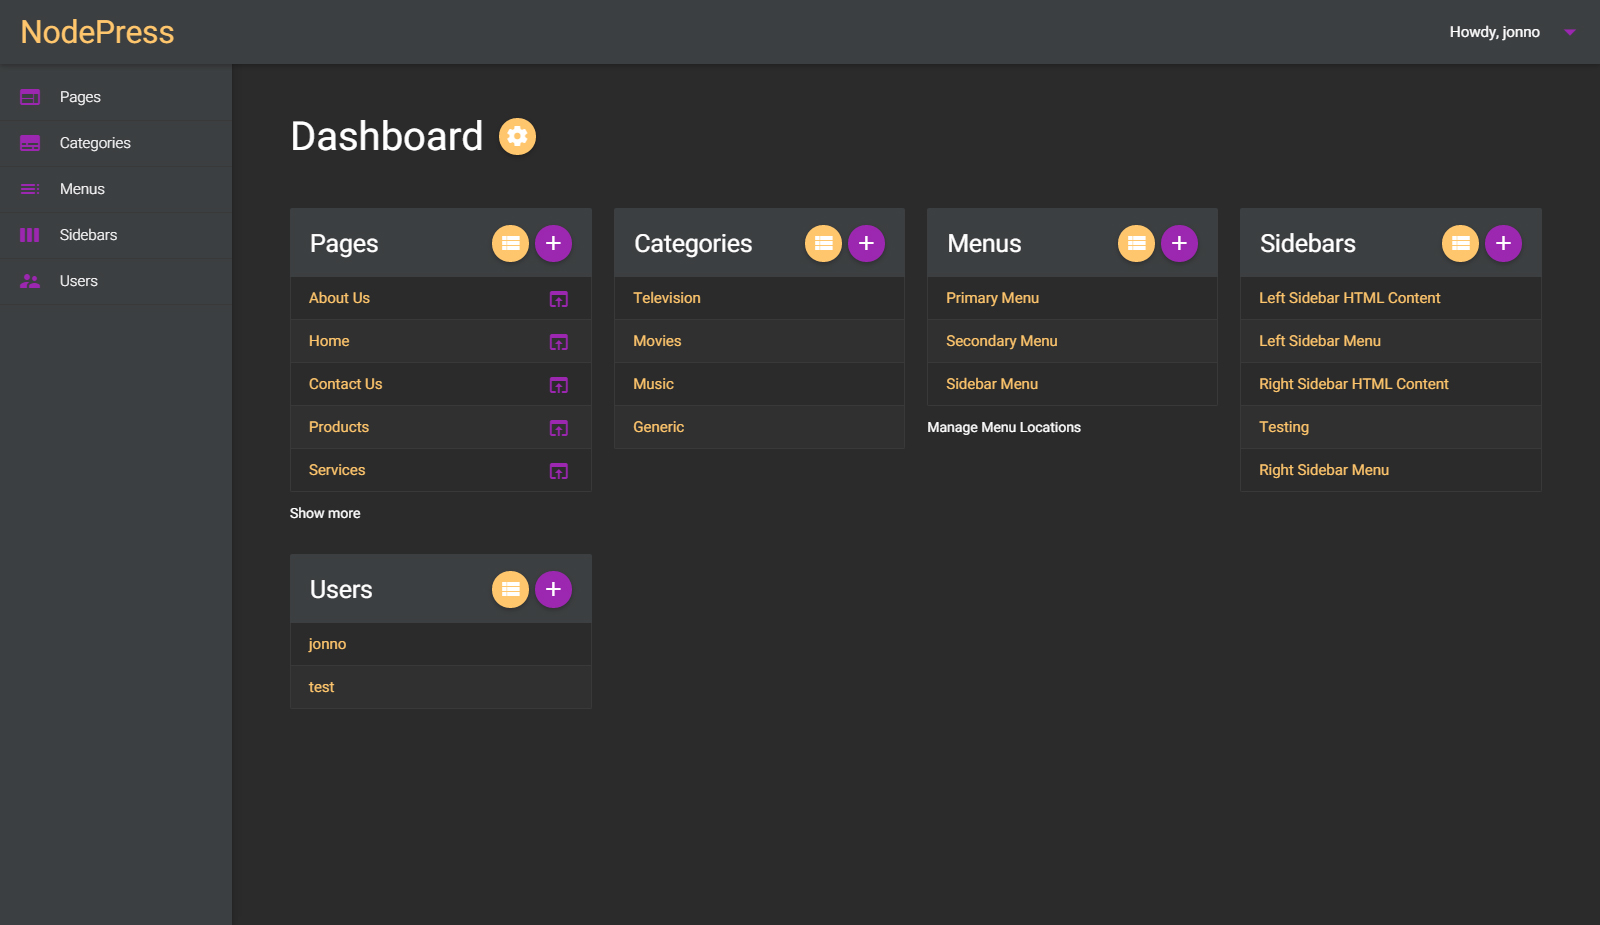 NodePress
Howdy, jonno
Pages
Categories
Menus
Sidebars
Users
Dashboard
Pages
About Us
Home
Contact Us
Products
Services
Show more
Categories
Television
Movies
Music
Generic
Menus
Primary Menu
Secondary Menu
Sidebar Menu
Manage Menu Locations
Sidebars
Left Sidebar HTML Content
Left Sidebar Menu
Right Sidebar HTML Content
Testing
Right Sidebar Menu
Users
jonno
test